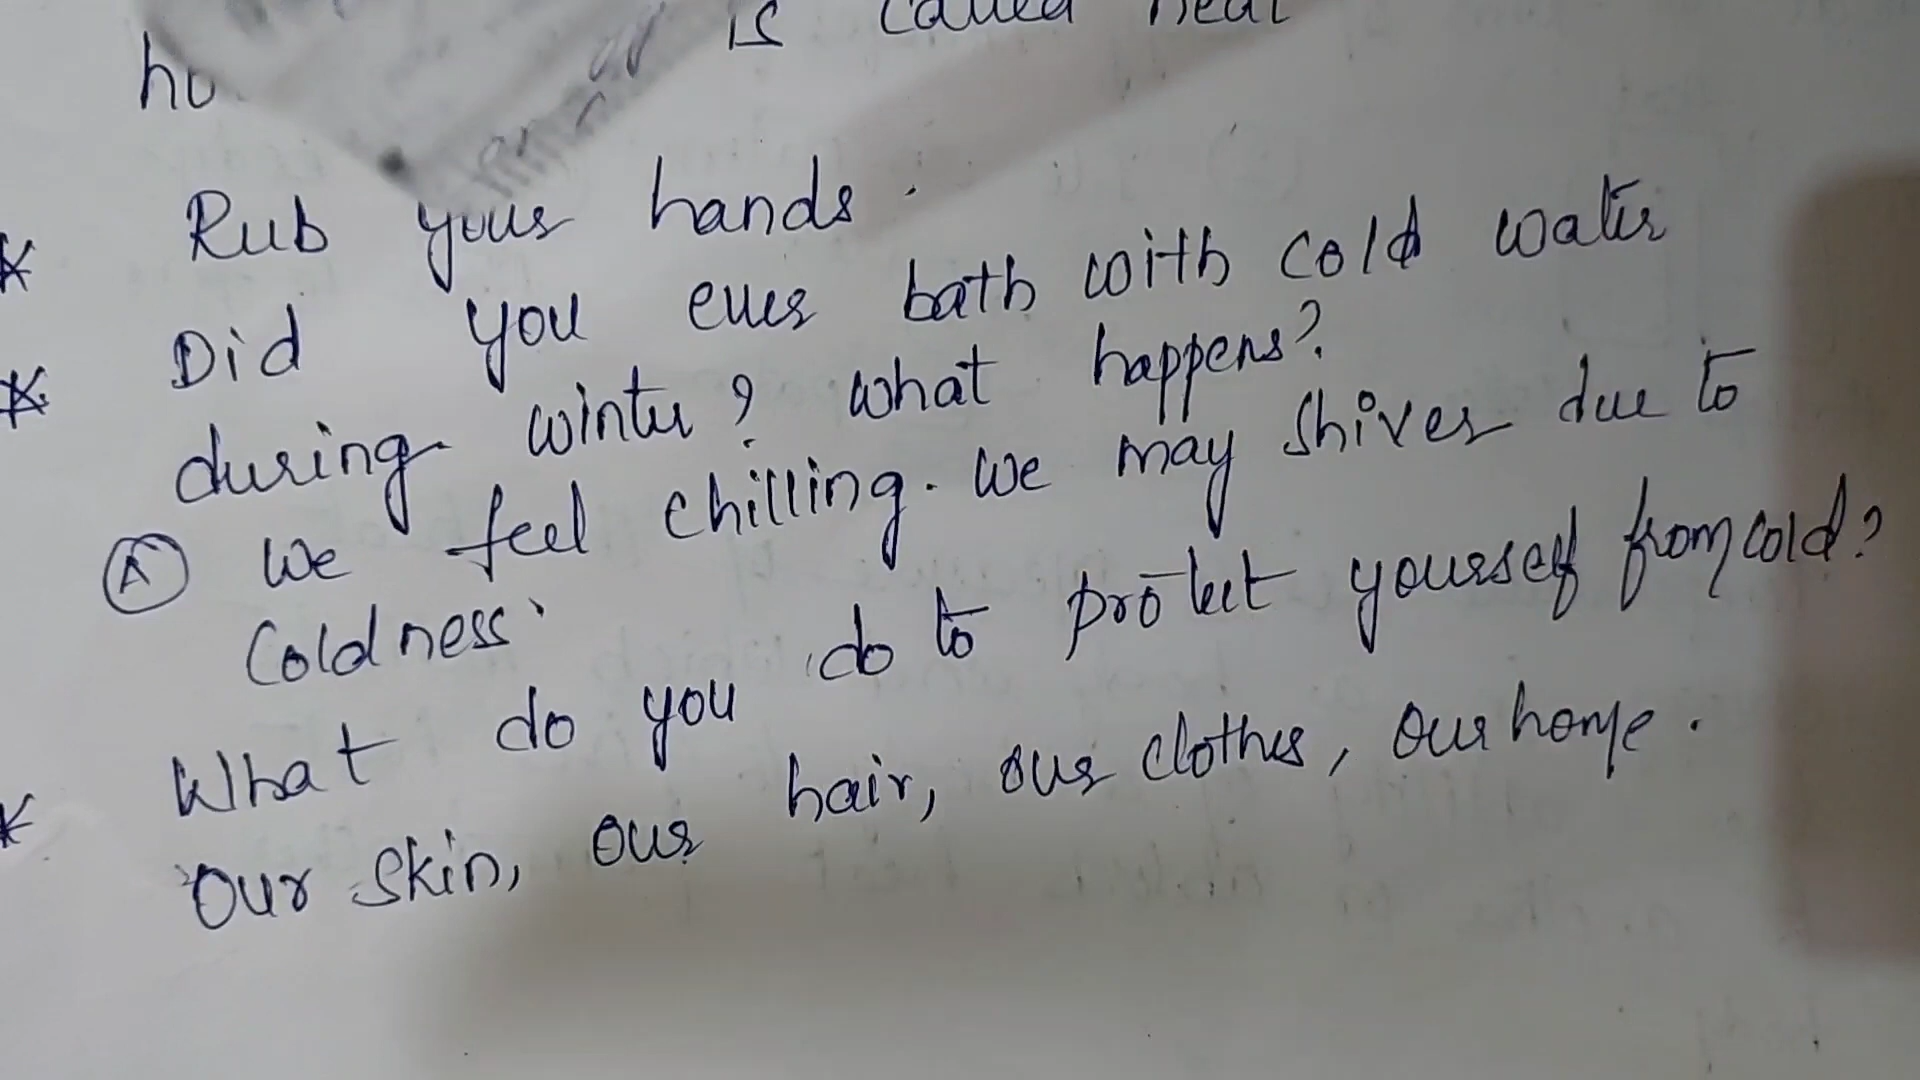 is called heat
* Rub your hands.
* Did you ever bath with cold water
during winter? what happens?
(A) We feel chilling. We may shiver due to
Coldness.
* What do you do to protect yourself from cold?
Our skin, our hair, our clothes, our home.